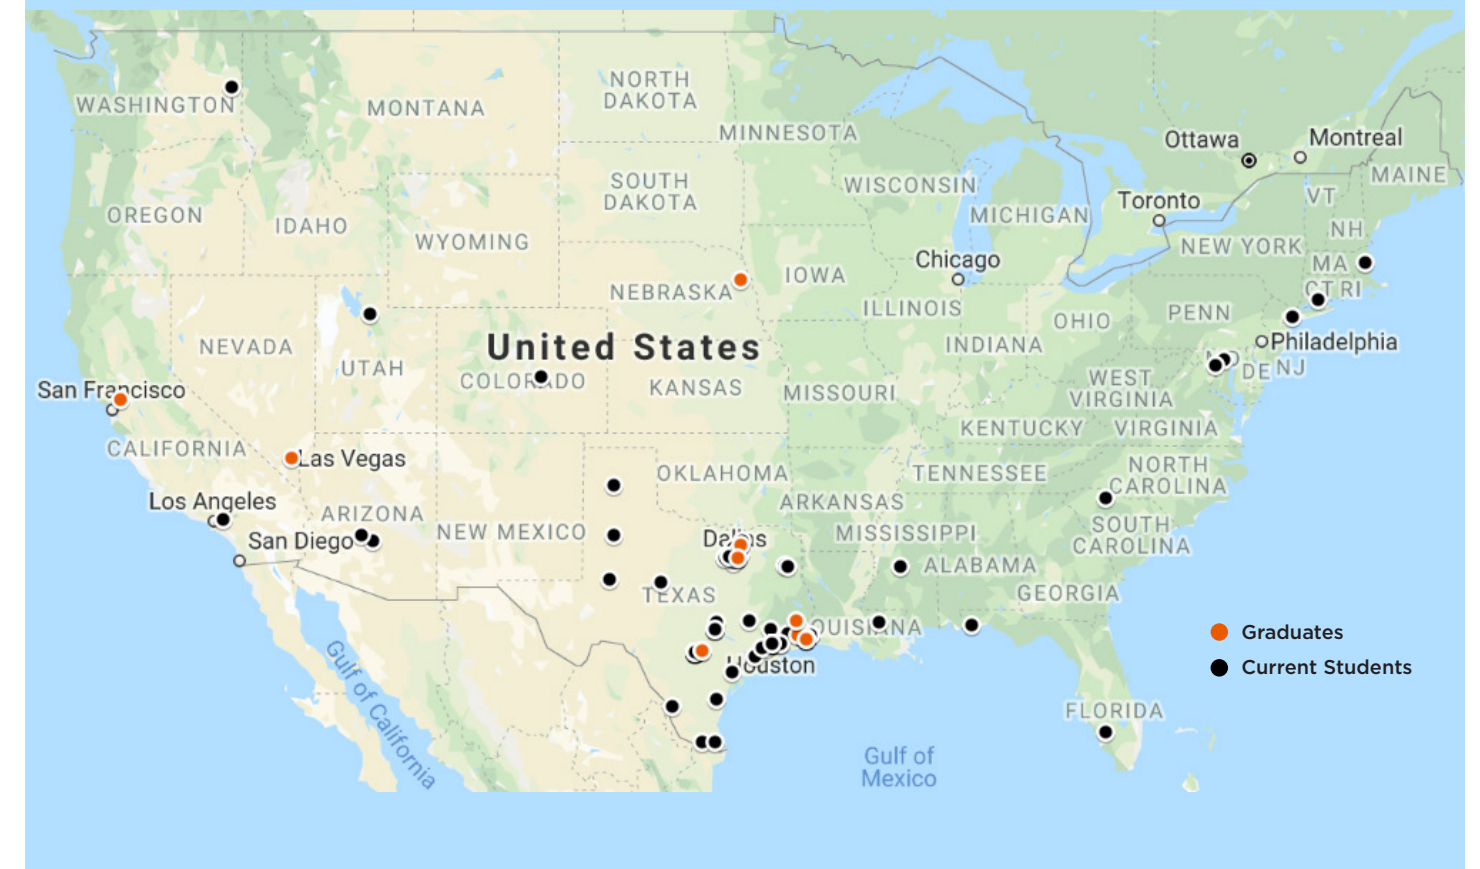 NORTH
DAKOTA
WASHINGTON
MONTANA
MINNESOTA
Ottawa
Montreal
MAINE
SOUTH
DAKOTA
WISCONSIN
MICHIGAN
Toronto
VT
OREGON
IDAHO
WYOMING
NH
NEW YORK
Chicago
MA
IOWA
NEBRASKA
CT RI
ILLINOIS
PENN
OHIO
NEVADA
United States
INDIANA
Philadelphia
UTAH
COLORADO
KANSAS
MISSOURI
WEST
VIRGINIA
DE
NJ
San Francisco
KENTUCKY
VIRGINIA
CALIFORNIA
Las Vegas
OKLAHOMA
TENNESSEE
NORTH
CAROLINA
Los Angeles
ARIZONA
ARKANSAS
NEW MEXICO
Dallas
MISSISSIPPI
SOUTH
CAROLINA
San Diego
ALABAMA
TEXAS
GEORGIA
LOUISIANA
Graduates
Houston
Current Students
Gulf of California
FLORIDA
Gulf of
Mexico